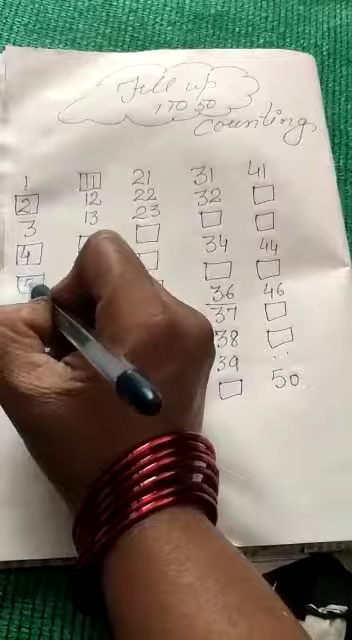 Fill up
1 TO 50
counting
1 11 21 31 41
2 12 22 32
3 13 23
4 34 44
5
36 46
37
38
39
50